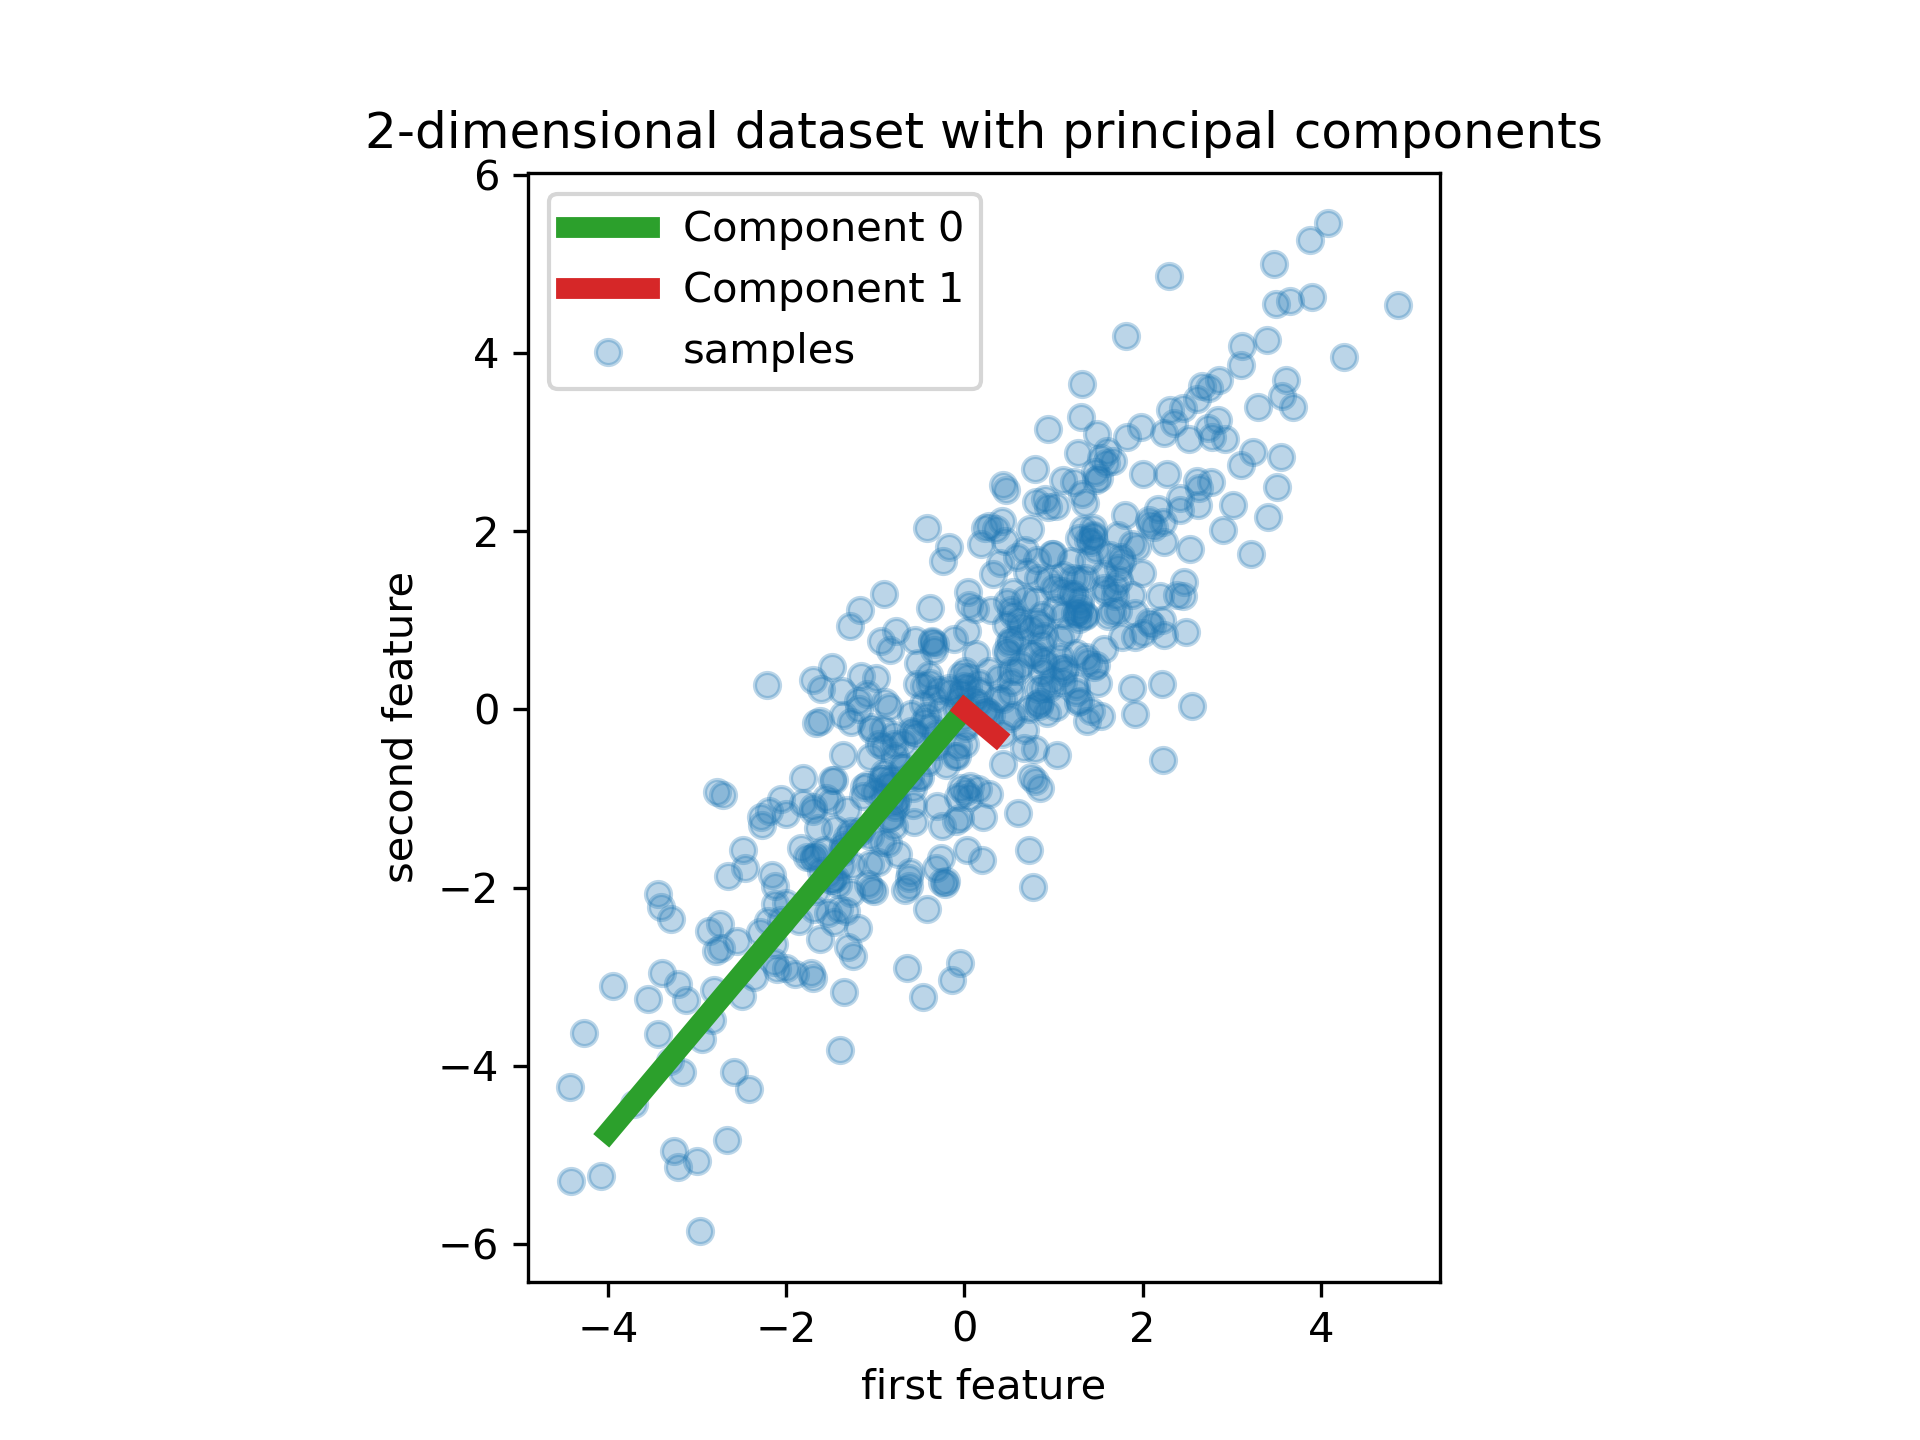 2-dimensional dataset with principal components
6
4
2
0
−2
−4
−6
second feature
Component 0
Component 1
samples
−4
−2
0
2
4
first feature